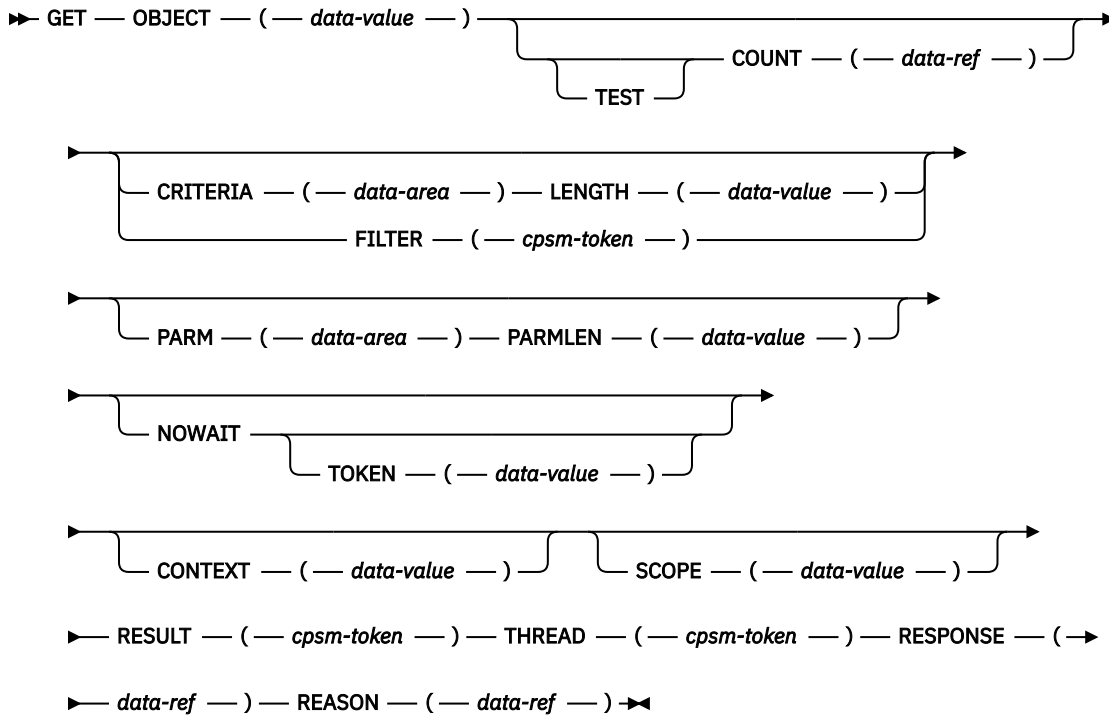 GET OBJECT ( data-value )
COUNT ( data-ref )
TEST
CRITERIA ( data-area ) LENGTH ( data-value )
FILTER ( cpsm-token )
PARM ( data-area ) PARMLEN ( data-value )
NOWAIT
TOKEN ( data-value )
CONTEXT ( data-value ) SCOPE ( data-value )
RESULT ( cpsm-token ) THREAD ( cpsm-token ) RESPONSE (
data-ref ) REASON ( data-ref )